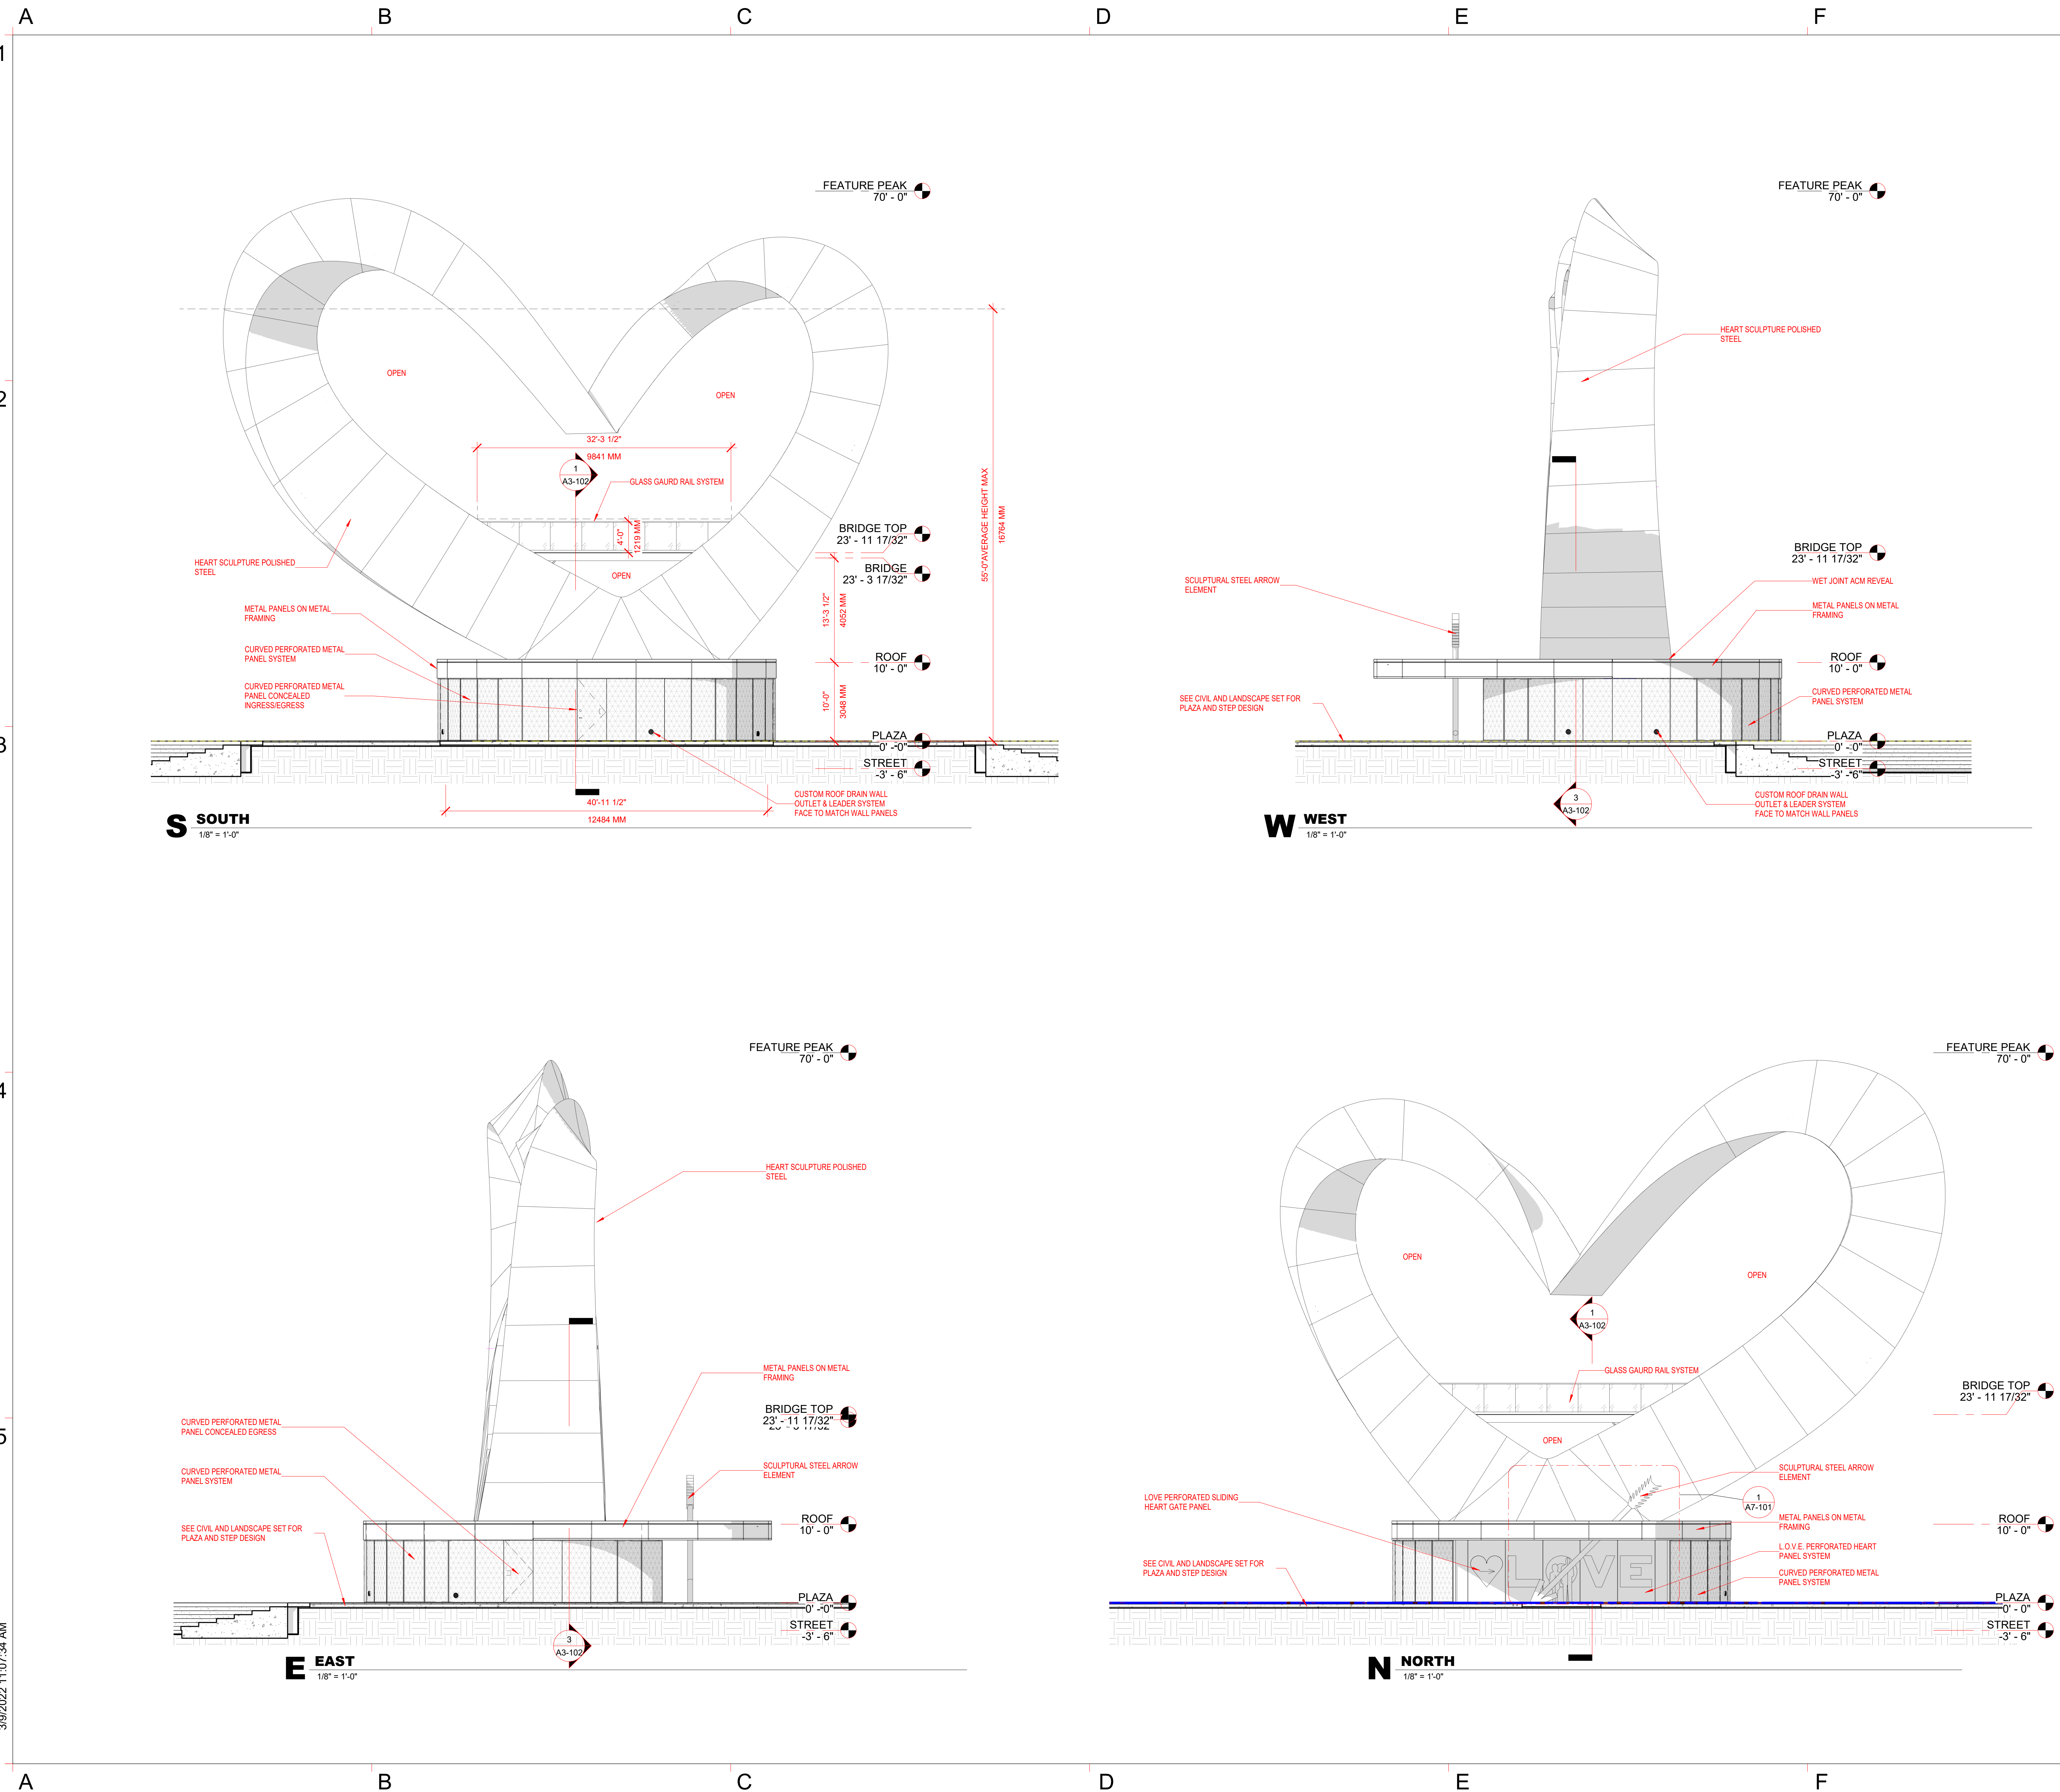 A B C D E F
1
2
3
4
5
FEATURE PEAK
70' - 0"
OPEN
OPEN
32'-3 1/2"
9841 MM
1
A3-102
GLASS GAURD RAIL SYSTEM
4'-0"
1219 MM
OPEN
55'-0"AVERAGE HEIGHT MAX
16764 MM
BRIDGE TOP
23' - 11 17/32"
BRIDGE
23' - 3 17/32"
13'-3 1/2"
4052 MM
HEART SCULPTURE POLISHED
STEEL
METAL PANELS ON METAL
FRAMING
CURVED PERFORATED METAL
PANEL SYSTEM
CURVED PERFORATED METAL
PANEL CONCEALED
INGRESS/EGRESS
ROOF
10' - 0"
10'-0"
3048 MM
PLAZA
0' - 0"
STREET
-3' - 6"
40'-11 1/2"
12484 MM
CUSTOM ROOF DRAIN WALL
OUTLET & LEADER SYSTEM
FACE TO MATCH WALL PANELS
S SOUTH
1/8" = 1'-0"
FEATURE PEAK
70' - 0"
HEART SCULPTURE POLISHED
STEEL
BRIDGE TOP
23' - 11 17/32"
SCULPTURAL STEEL ARROW
ELEMENT
WET JOINT ACM REVEAL
METAL PANELS ON METAL
FRAMING
ROOF
10' - 0"
SEE CIVIL AND LANDSCAPE SET FOR
PLAZA AND STEP DESIGN
CURVED PERFORATED METAL
PANEL SYSTEM
PLAZA
0' - 0"
STREET
-3' - 6"
3
A3-102
CUSTOM ROOF DRAIN WALL
OUTLET & LEADER SYSTEM
FACE TO MATCH WALL PANELS
W WEST
1/8" = 1'-0"
FEATURE PEAK
70' - 0"
HEART SCULPTURE POLISHED
STEEL
METAL PANELS ON METAL
FRAMING
BRIDGE TOP
23' - 11 17/32"
CURVED PERFORATED METAL
PANEL CONCEALED EGRESS
CURVED PERFORATED METAL
PANEL SYSTEM
SCULPTURAL STEEL ARROW
ELEMENT
SEE CIVIL AND LANDSCAPE SET FOR
PLAZA AND STEP DESIGN
ROOF
10' - 0"
PLAZA
0' - 0"
STREET
-3' - 6"
3
A3-102
E EAST
1/8" = 1'-0"
FEATURE PEAK
70' - 0"
OPEN
OPEN
1
A3-102
GLASS GAURD RAIL SYSTEM
BRIDGE TOP
23' - 11 17/32"
OPEN
SCULPTURAL STEEL ARROW
ELEMENT
1
A7-101
LOVE PERFORATED SLIDING
HEART GATE PANEL
METAL PANELS ON METAL
FRAMING
ROOF
10' - 0"
LOVE
L.O.V.E. PERFORATED HEART
PANEL SYSTEM
SEE CIVIL AND LANDSCAPE SET FOR
PLAZA AND STEP DESIGN
CURVED PERFORATED METAL
PANEL SYSTEM
PLAZA
0' - 0"
STREET
-3' - 6"
N NORTH
1/8" = 1'-0"
3/9/2022 11:07:34 AM
A B C D E F